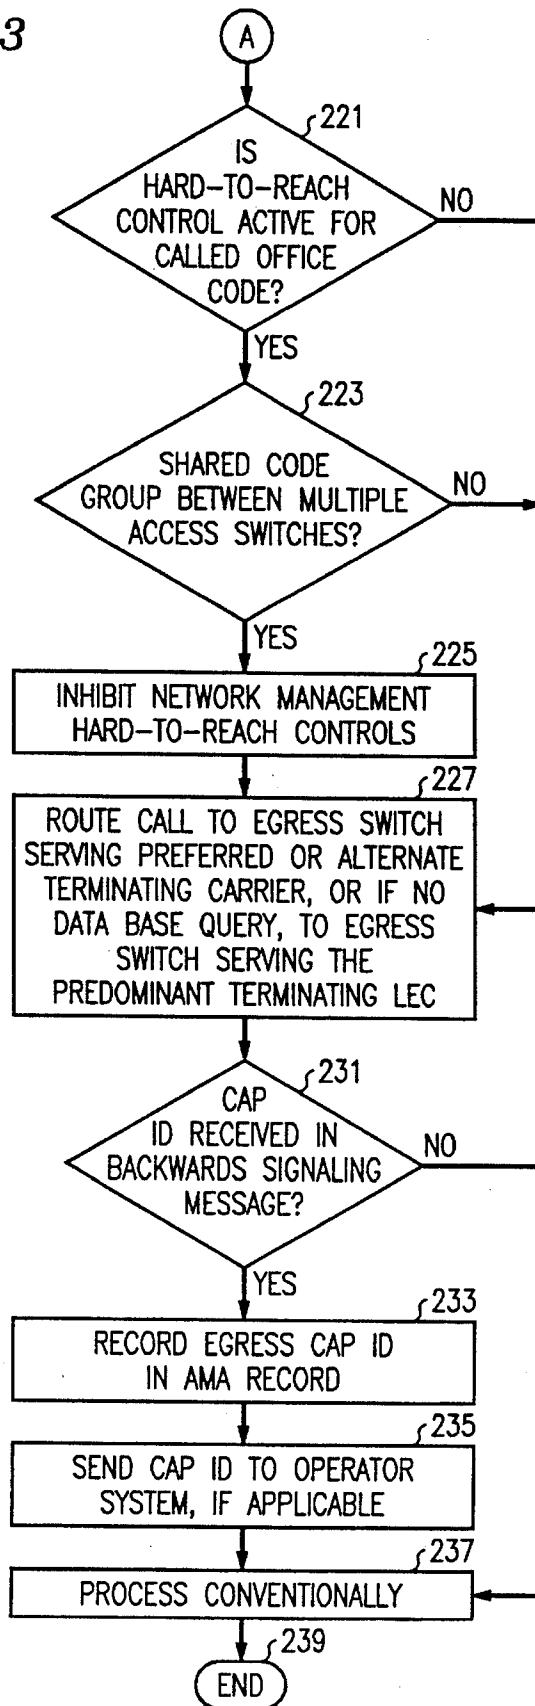 3
A
221
IS
HARD-TO-REACH
CONTROL ACTIVE FOR
CALLED OFFICE
CODE?
NO
YES
223
SHARED CODE
GROUP BETWEEN MULTIPLE
ACCESS SWITCHES?
NO
YES
225
INHIBIT NETWORK MANAGEMENT
HARD-TO-REACH CONTROLS
227
ROUTE CALL TO EGRESS SWITCH
SERVING PREFERRED OR ALTERNATE
TERMINATING CARRIER, OR IF NO
DATA BASE QUERY, TO EGRESS
SWITCH SERVING THE
PREDOMINANT TERMINATING LEC
231
CAP
ID RECEIVED IN
BACKWARDS SIGNALING
MESSAGE?
NO
YES
233
RECORD EGRESS CAP ID
IN AMA RECORD
235
SEND CAP ID TO OPERATOR
SYSTEM, IF APPLICABLE
237
PROCESS CONVENTIONALLY
239
END